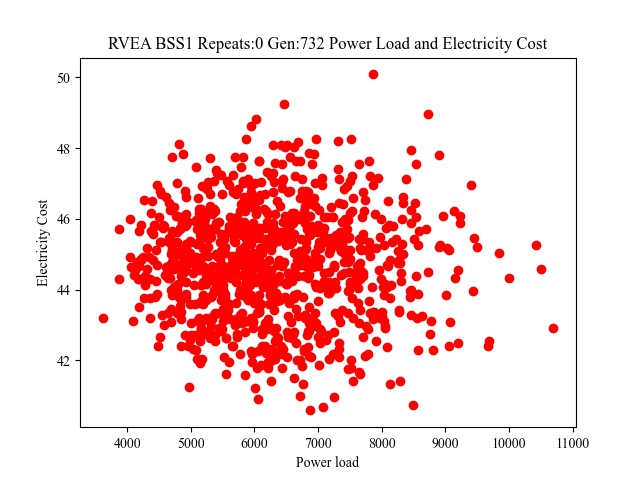 RVEA BSS1 Repeats:0 Gen:732 Power Load and Electricity Cost
50
48
46
44
42
Electricity Cost
4000 5000 6000 7000 8000 9000 10000 11000
Power load